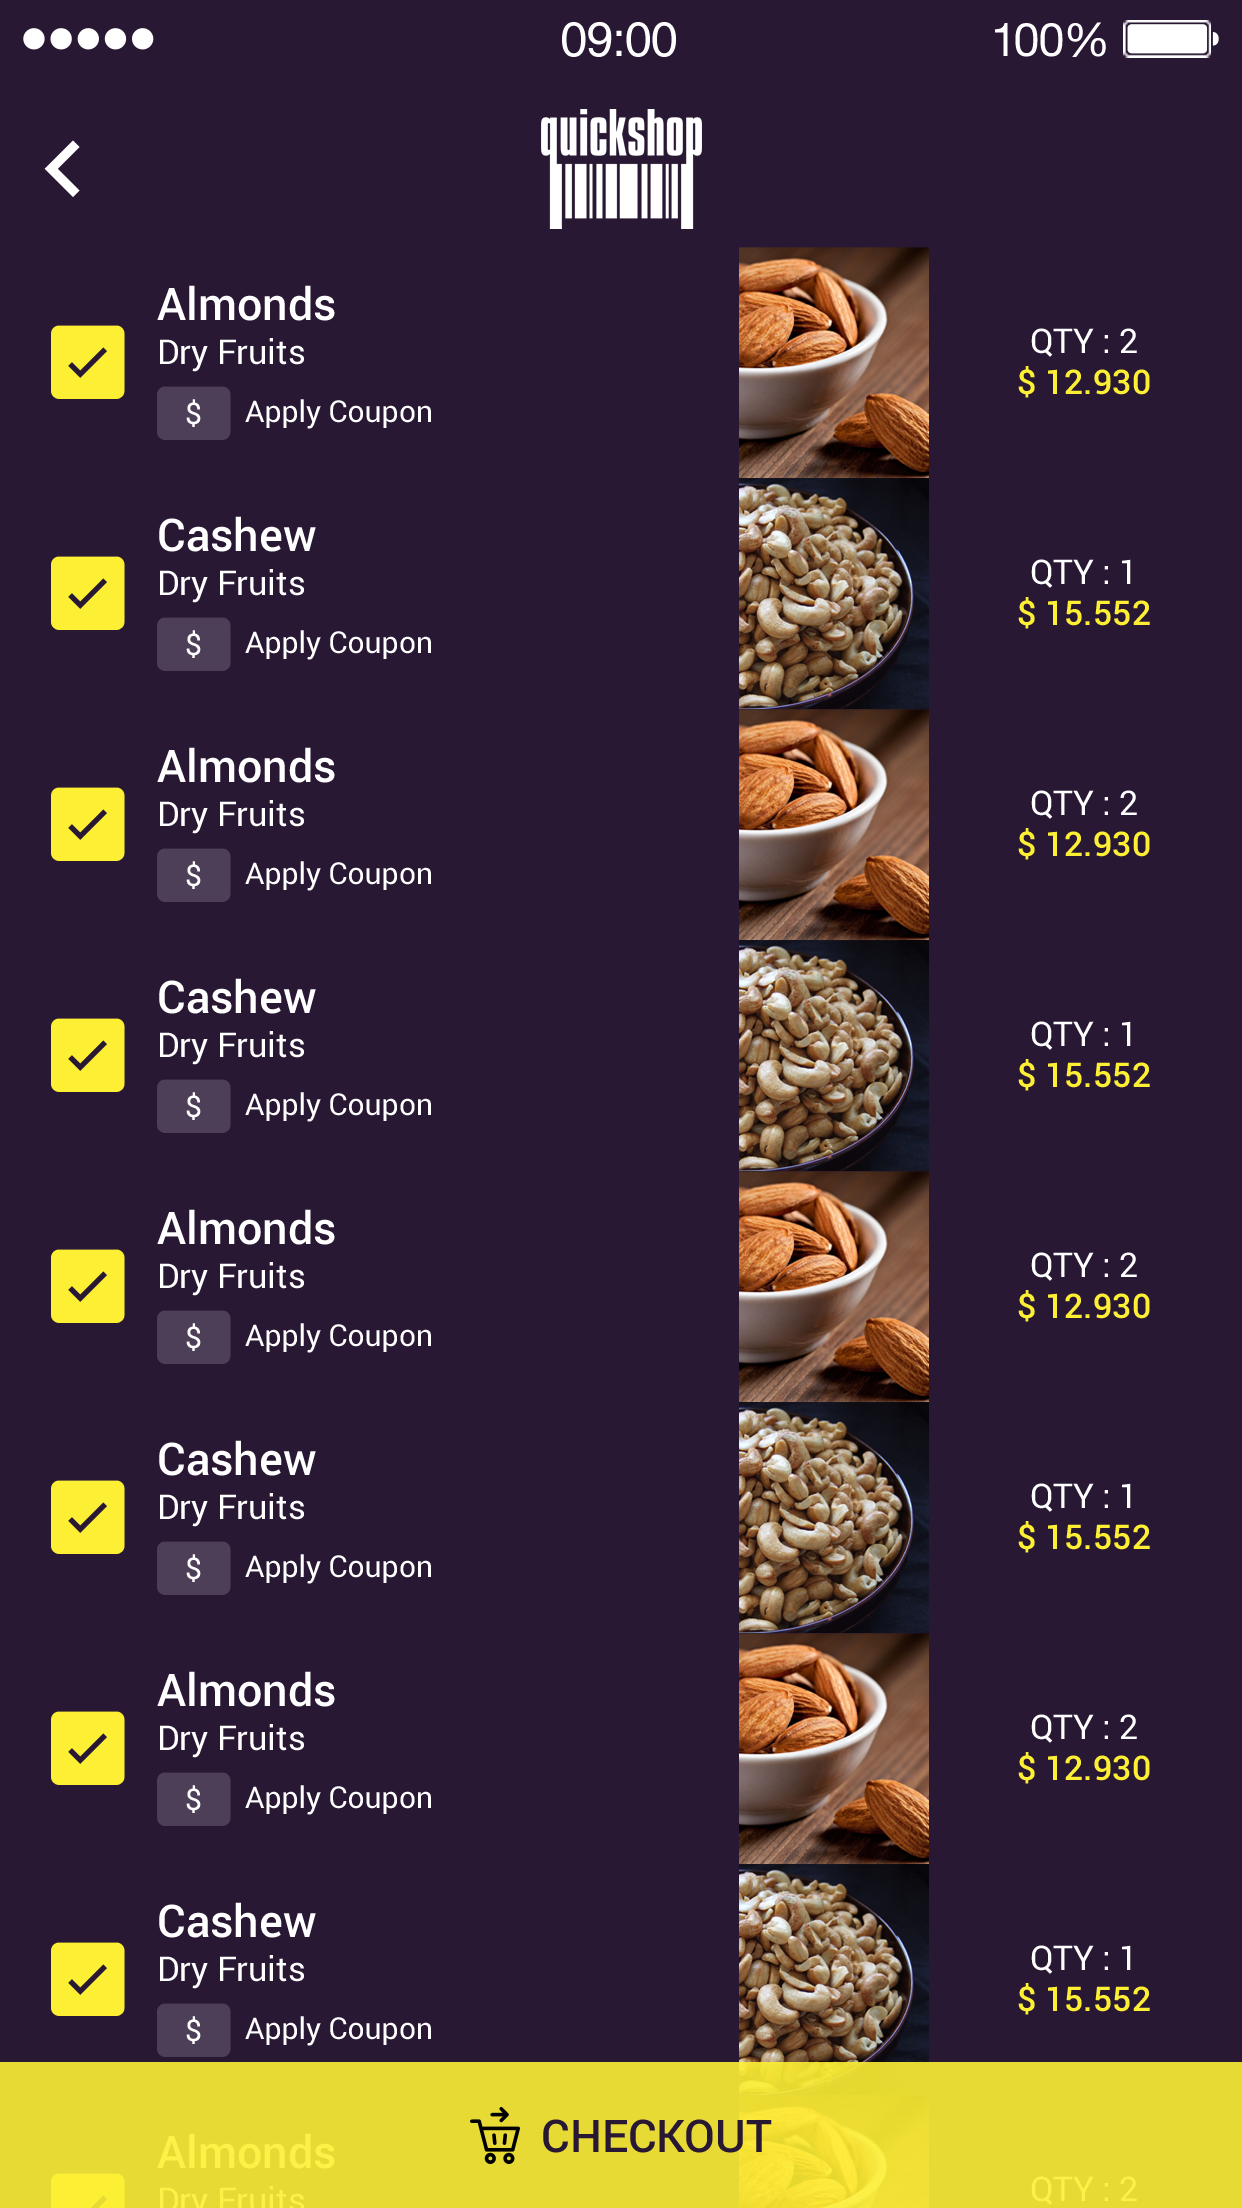 09:00
100%
quickshop
Almonds
Dry Fruits
$ Apply Coupon
QTY : 2
$ 12.930
Cashew
Dry Fruits
$ Apply Coupon
QTY : 1
$ 15.552
Almonds
Dry Fruits
$ Apply Coupon
QTY : 2
$ 12.930
Cashew
Dry Fruits
$ Apply Coupon
QTY : 1
$ 15.552
Almonds
Dry Fruits
$ Apply Coupon
QTY : 2
$ 12.930
Cashew
Dry Fruits
$ Apply Coupon
QTY : 1
$ 15.552
Almonds
Dry Fruits
$ Apply Coupon
QTY : 2
$ 12.930
Cashew
Dry Fruits
$ Apply Coupon
QTY : 1
$ 15.552
CHECKOUT
Almonds
Dry Fruits
QTY : 2